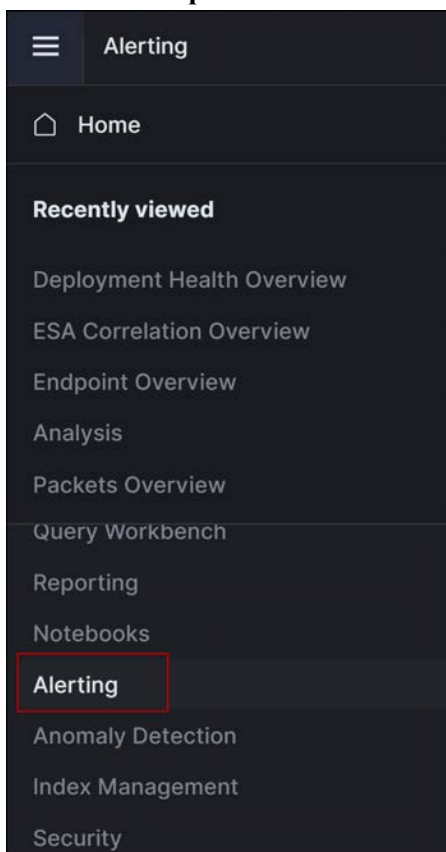 Alerting
Home
Recently viewed
Deployment Health Overview
ESA Correlation Overview
Endpoint Overview
Analysis
Packets Overview
Query Workbench
Reporting
Notebooks
Alerting
Anomaly Detection
Index Management
Security